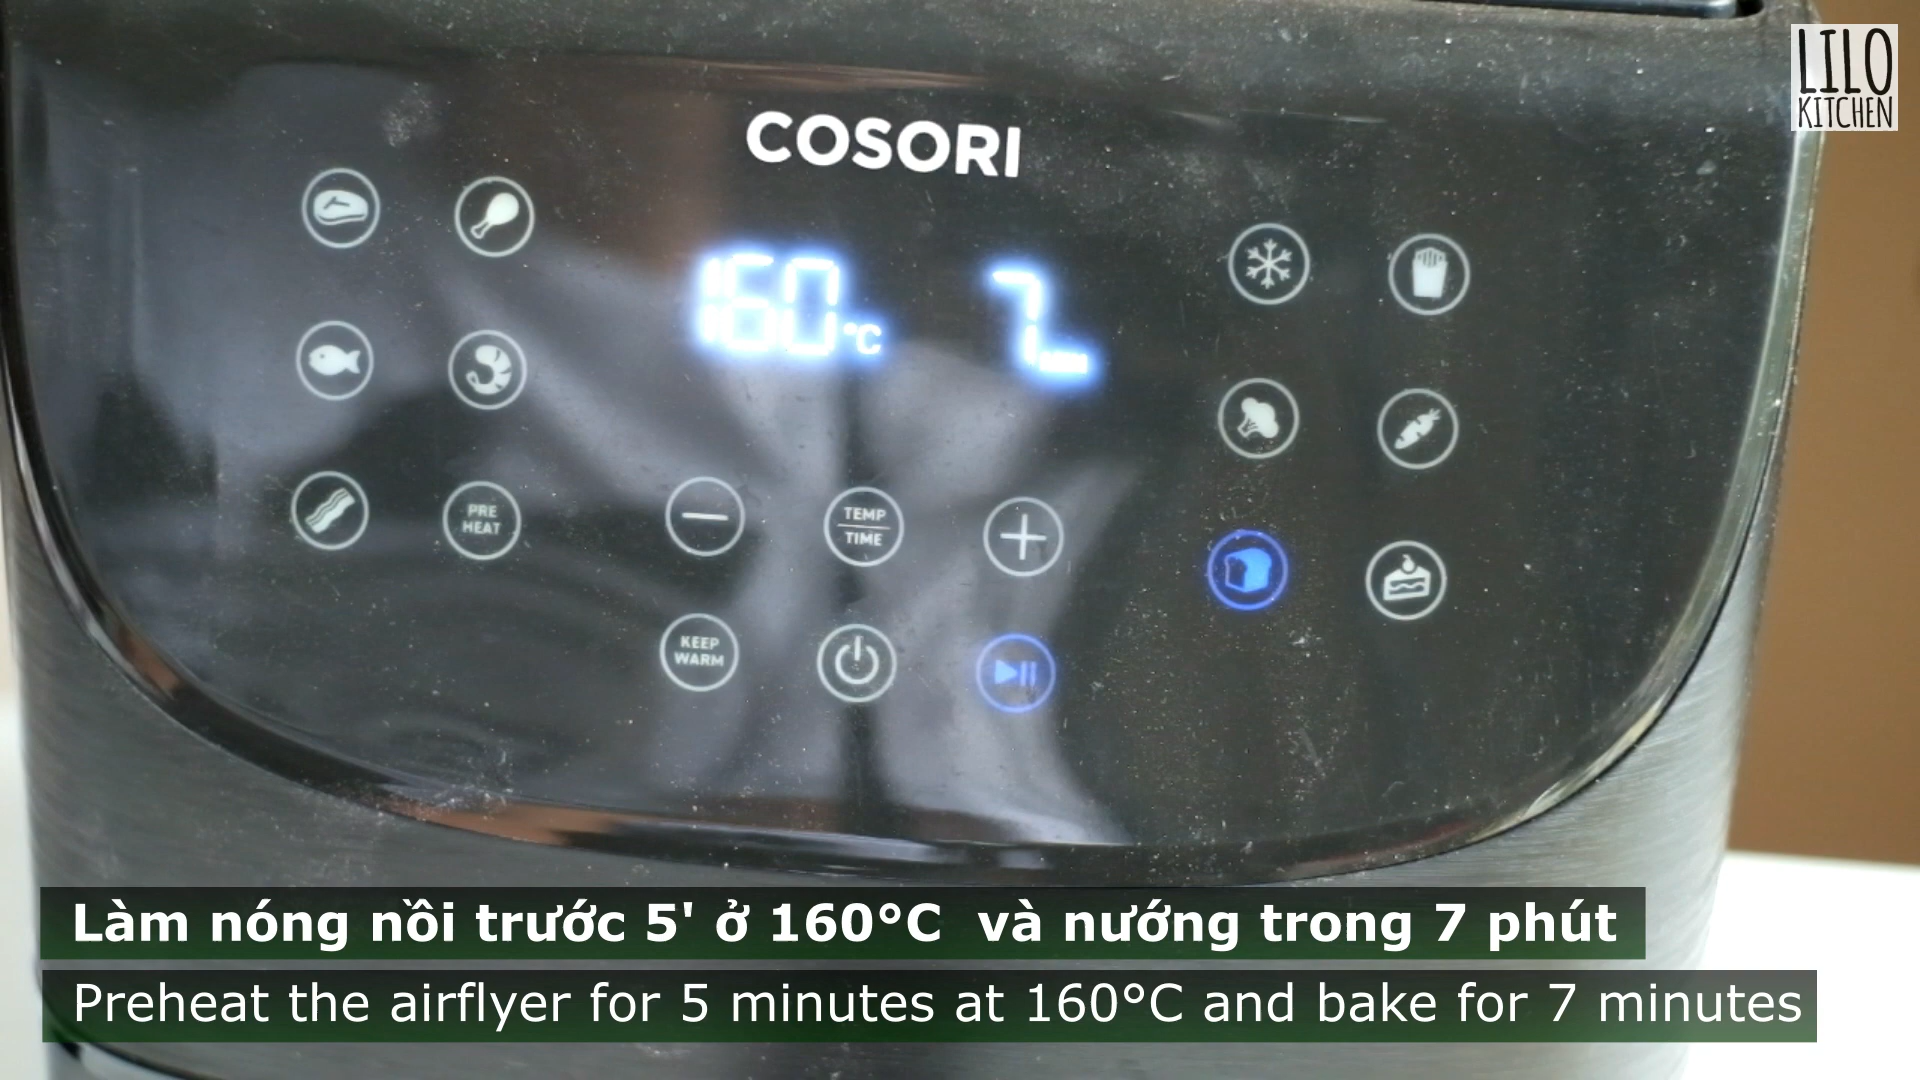 LILO
KITCHEN
COSORI
160°C
7 MIN
PRE
HEAT
TEMP
TIME
KEEP
WARM
Làm nóng nồi trước 5' ở 160°C và nướng trong 7 phút
Preheat the airflyer for 5 minutes at 160°C and bake for 7 minutes